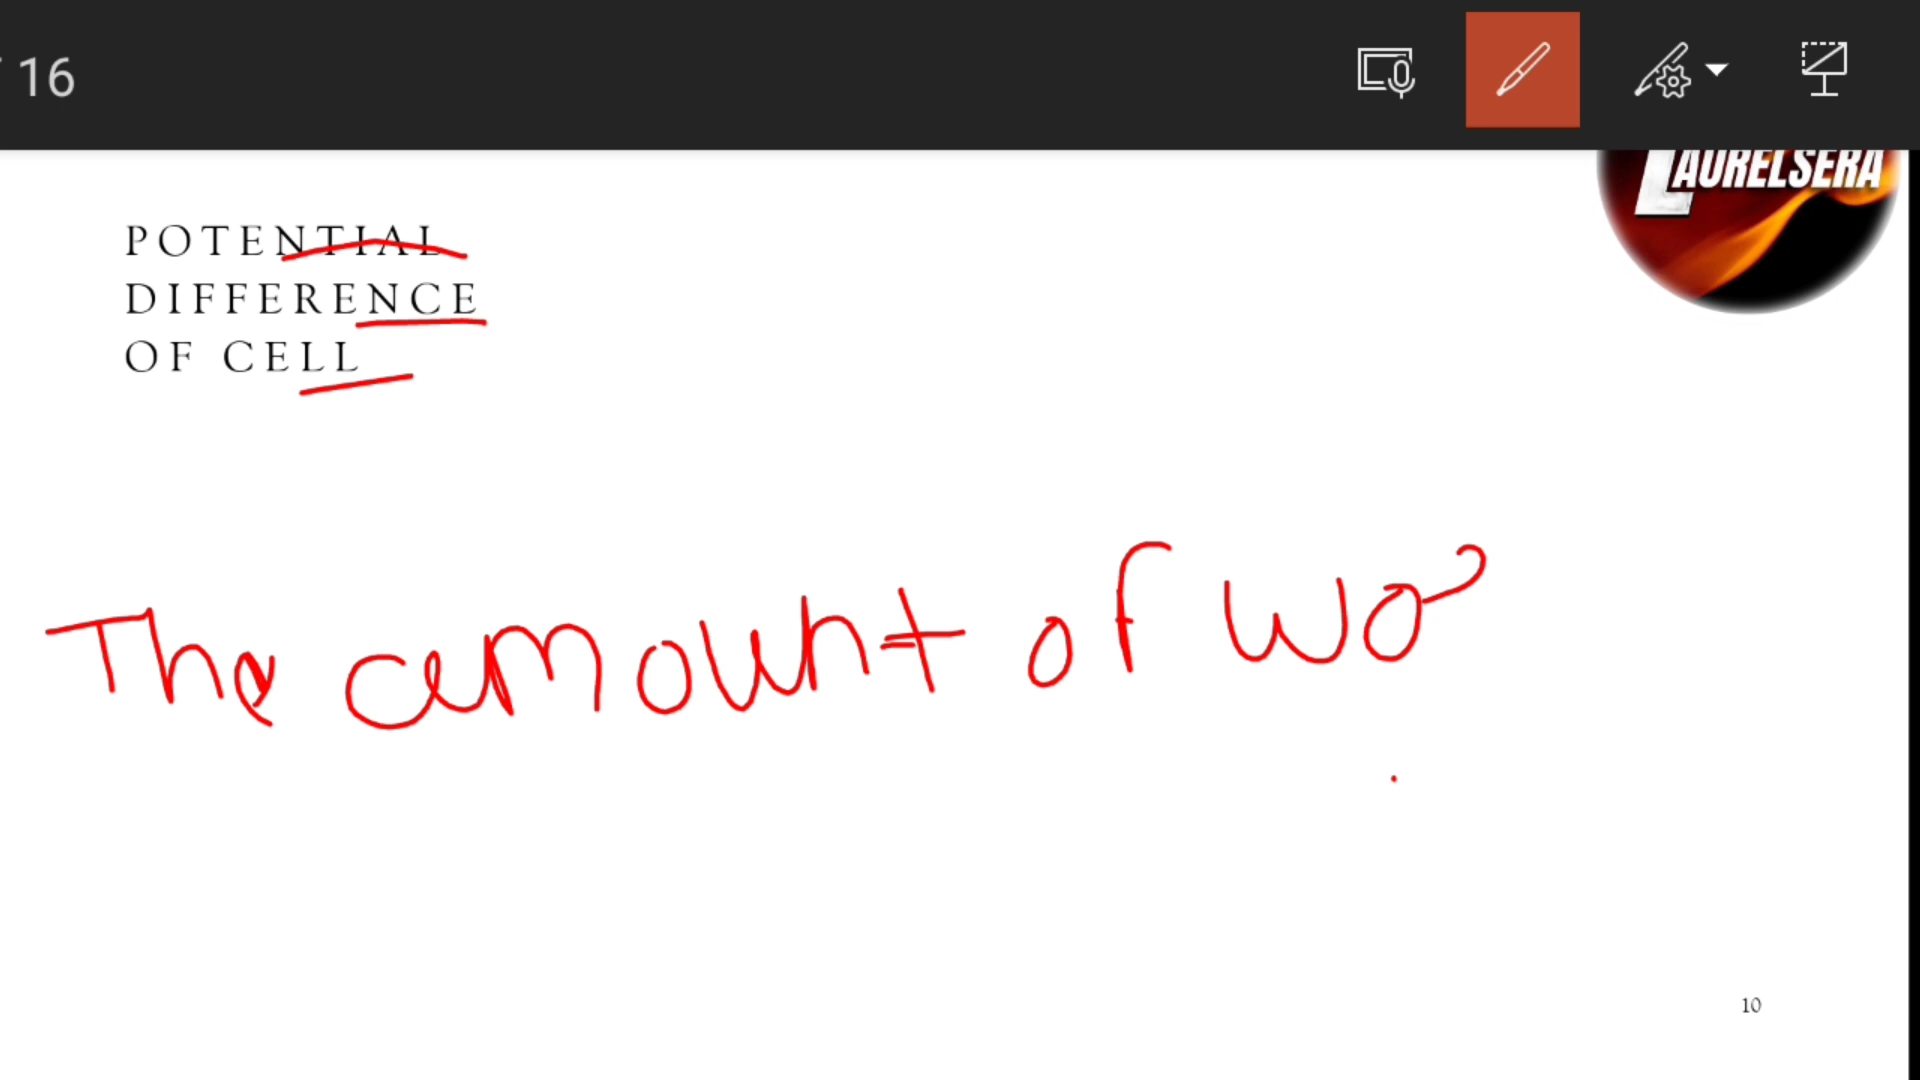 16
LAURELSERA
POTENTIAL
DIFFERENCE
OF CELL
The amount of wo
10